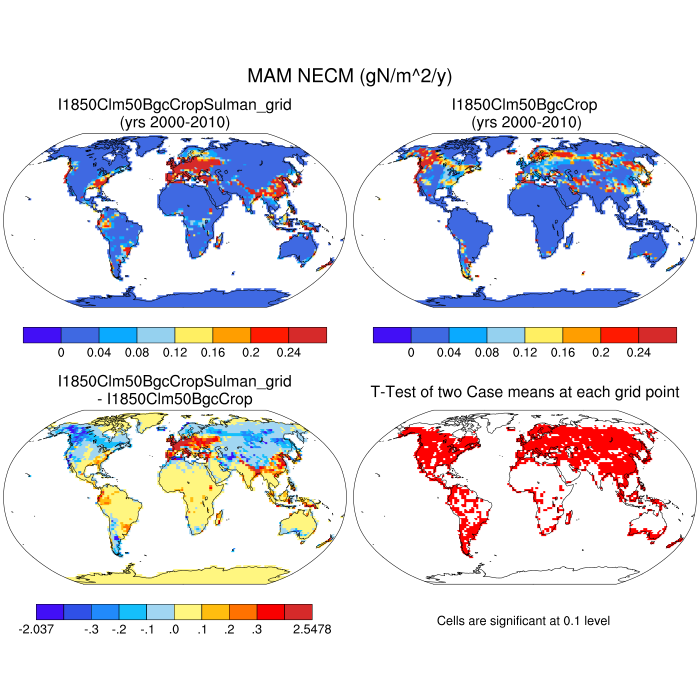 MAM NECM (gN/m^2/y)
I1850Clm50BgcCropSulman_grid
(yrs 2000-2010)
I1850Clm50BgcCrop
(yrs 2000-2010)
0 0.04 0.08 0.12 0.16 0.2 0.24
0 0.04 0.08 0.12 0.16 0.2 0.24
I1850Clm50BgcCropSulman_grid
- I1850Clm50BgcCrop
T-Test of two Case means at each grid point
-2.037 -.3 -.2 -.1 .0 .1 .2 .3 2.5478
Cells are significant at 0.1 level